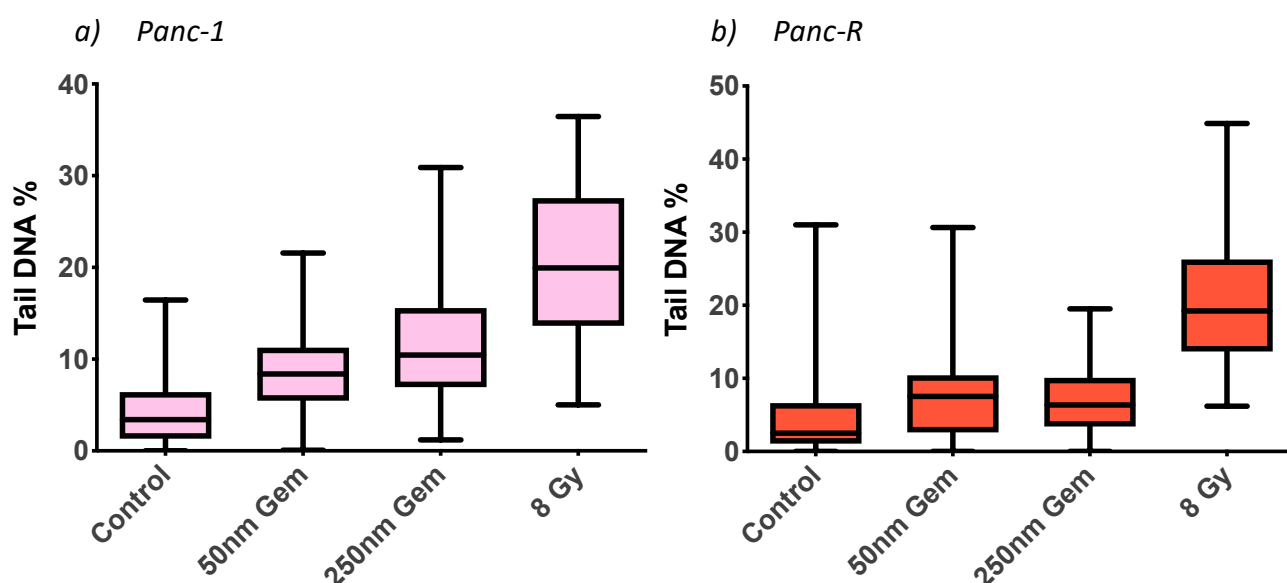 a) Panc-1
Tail DNA %
40
30
20
10
0
Control
50nm Gem
250nm Gem
8 Gy
b) Panc-R
Tail DNA %
50
40
30
20
10
0
Control
50nm Gem
250nm Gem
8 Gy